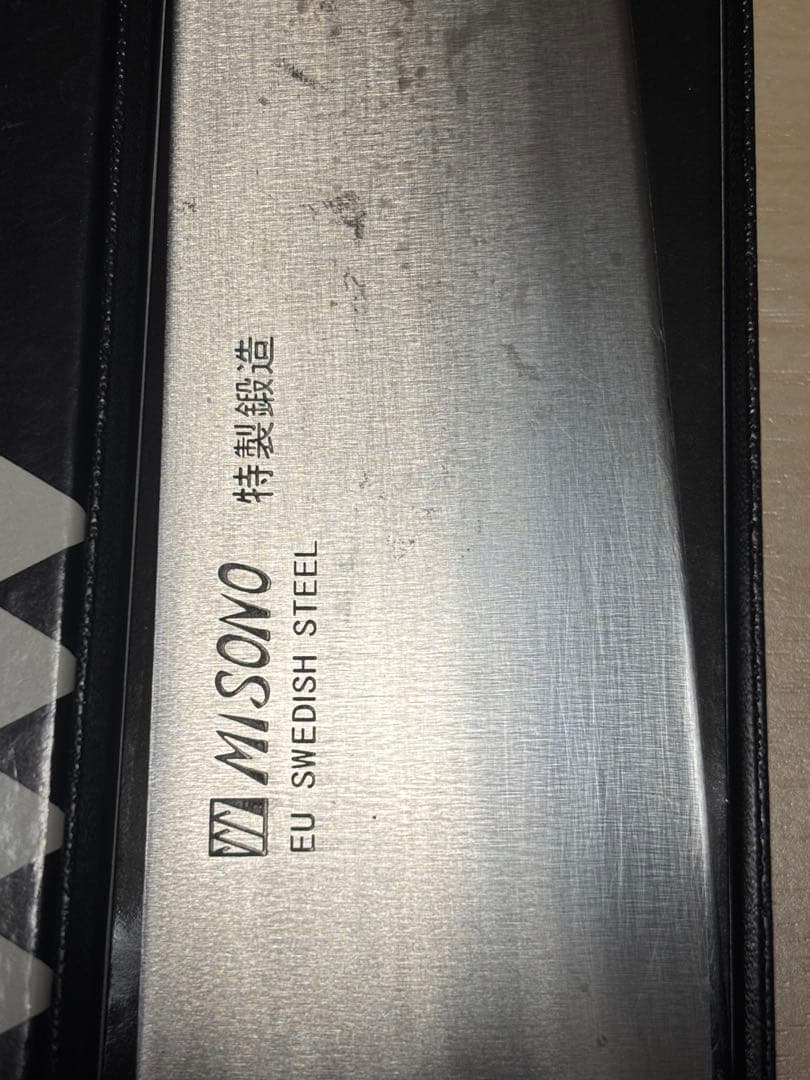 MISONO 特製鍛造
EU SWEDISH STEEL